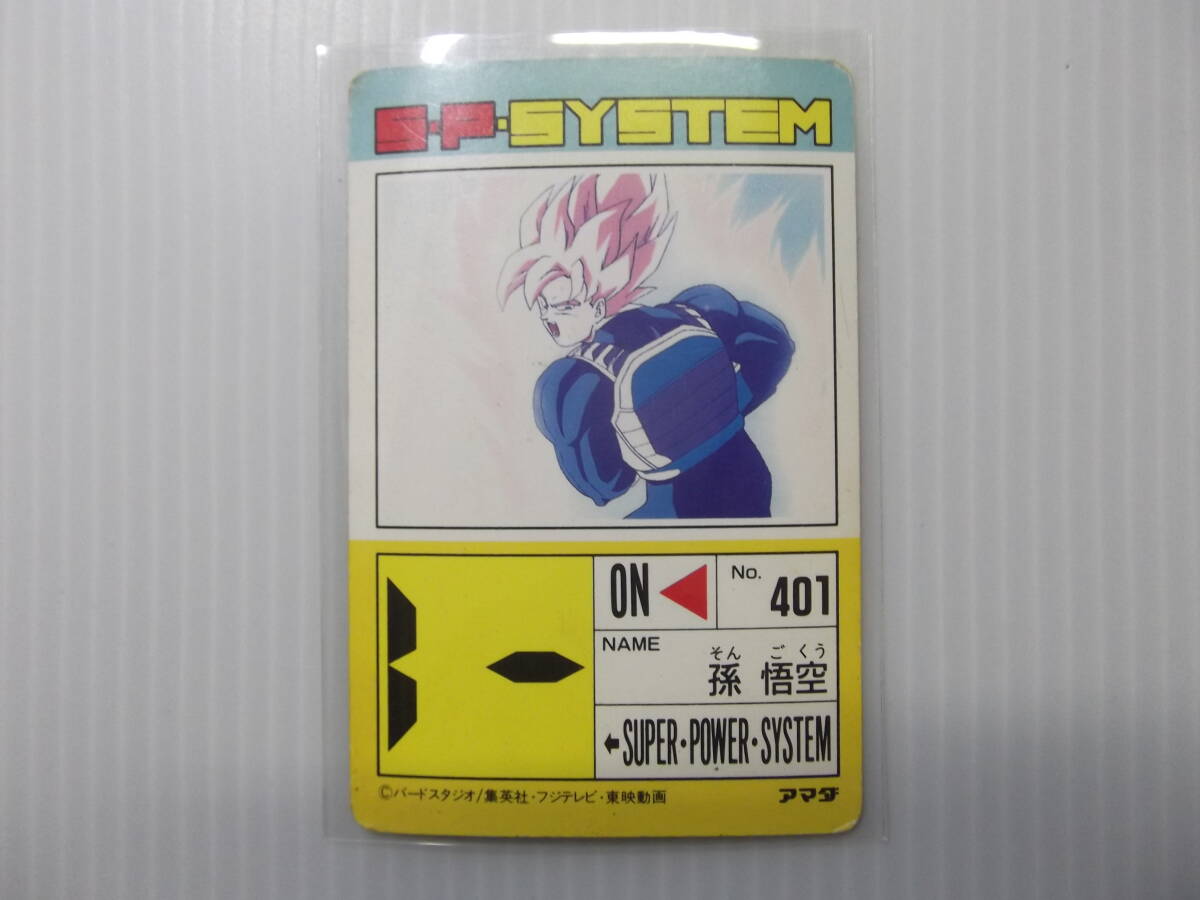 S·P·SYSTEM
ON
No. 401
NAME
そん ご くう
孫 悟空
SUPER·POWER·SYSTEM
©バードスタジオ/集英社·フジテレビ·東映動画
アマダ